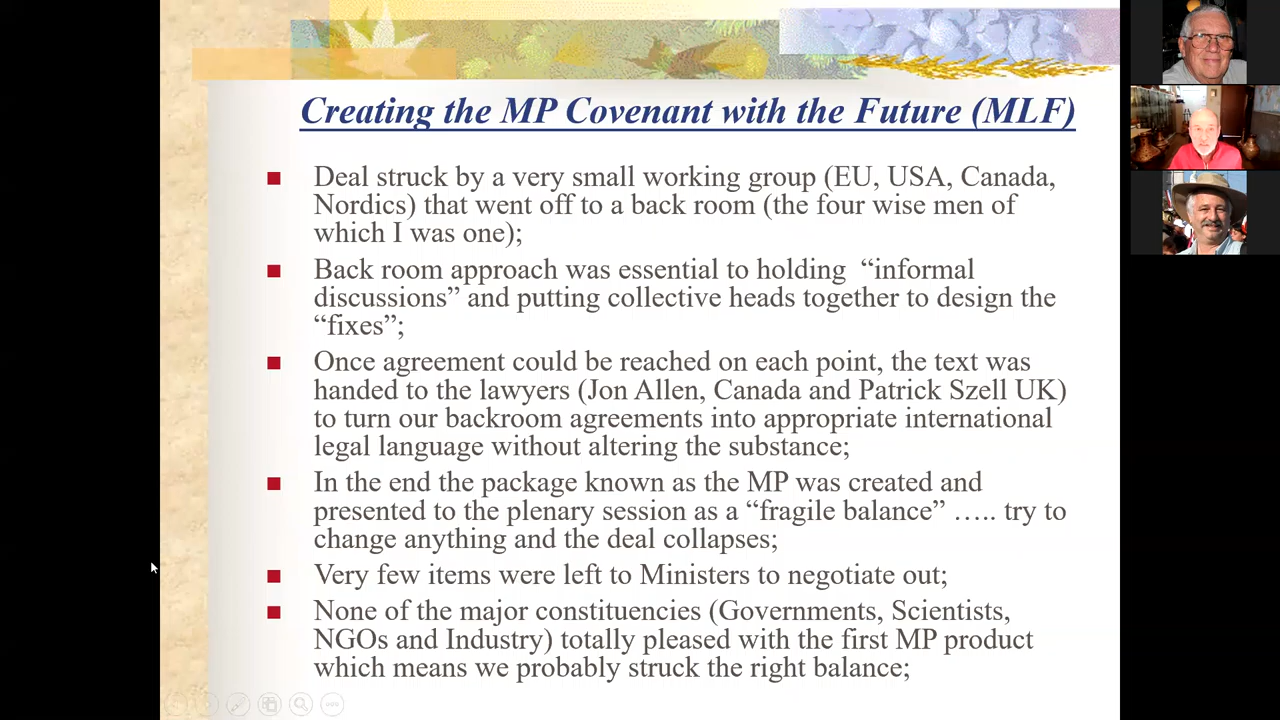 Creating the MP Covenant with the Future (MLF)
Deal struck by a very small working group (EU, USA, Canada,
Nordics) that went off to a back room (the four wise men of
which I was one);
Back room approach was essential to holding “informal
discussions” and putting collective heads together to design the
“fixes”;
Once agreement could be reached on each point, the text was
handed to the lawyers (Jon Allen, Canada and Patrick Szell UK)
to turn our backroom agreements into appropriate international
legal language without altering the substance;
In the end the package known as the MP was created and
presented to the plenary session as a “fragile balance” ….. try to
change anything and the deal collapses;
Very few items were left to Ministers to negotiate out;
None of the major constituencies (Governments, Scientists,
NGOs and Industry) totally pleased with the first MP product
which means we probably struck the right balance;